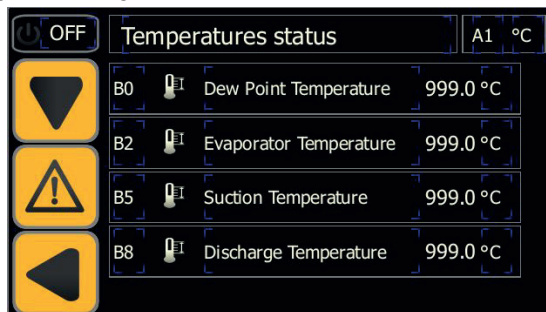 OFF Temperatures status A1 °C
B0 Dew Point Temperature 999.0 °C
B2 Evaporator Temperature 999.0 °C
B5 Suction Temperature 999.0 °C
B8 Discharge Temperature 999.0 °C